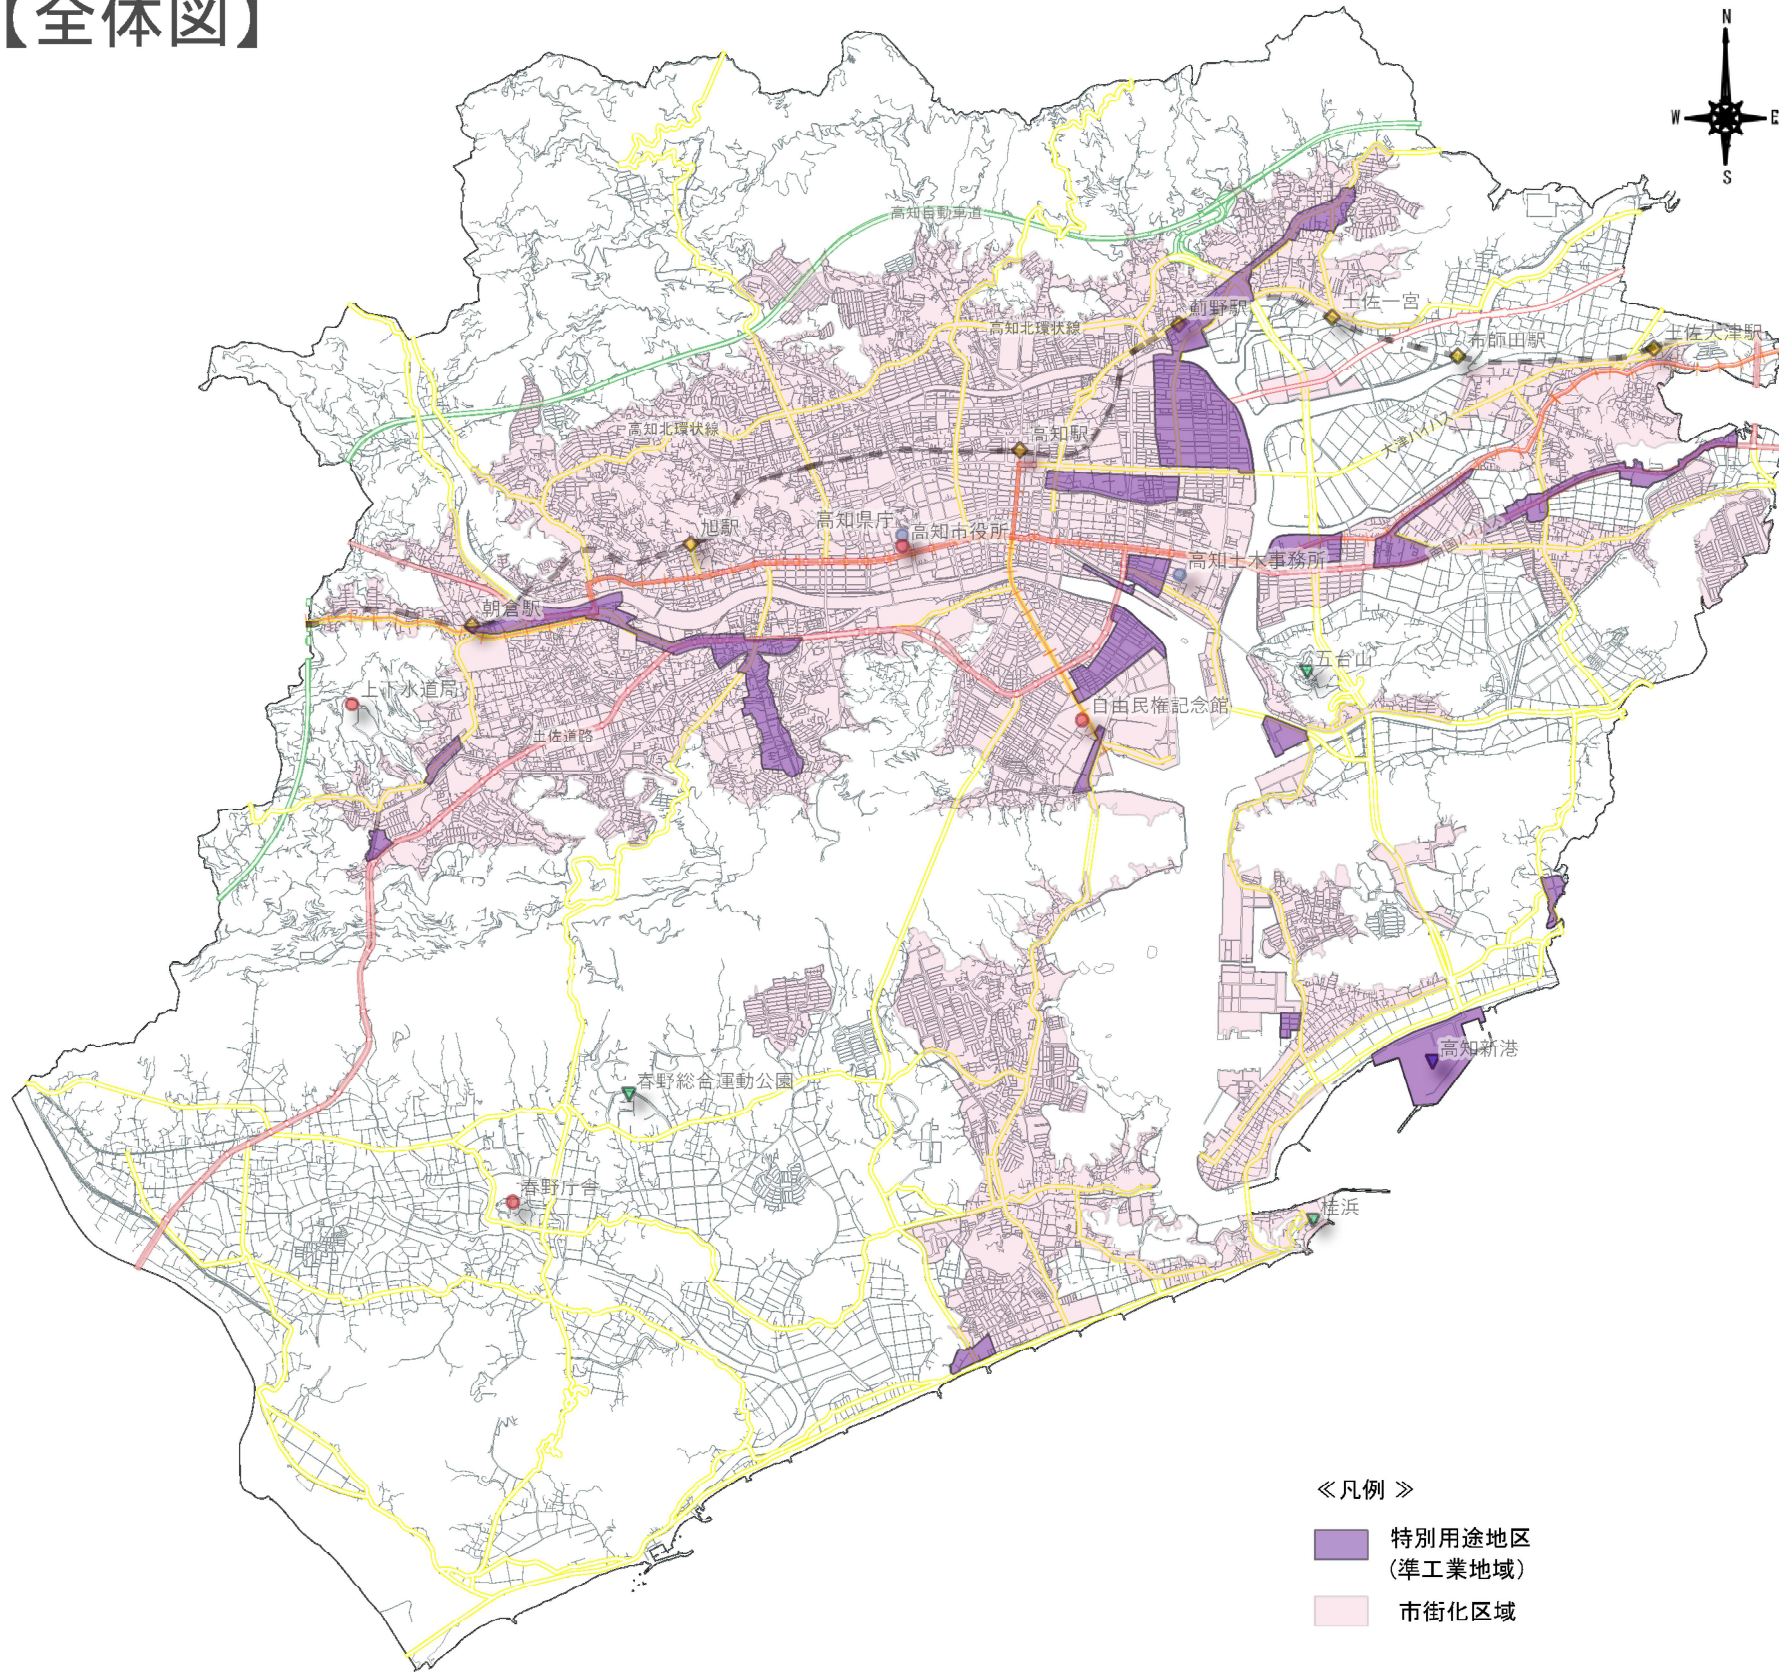 【全体図】
N
W
E
S
高知自動車道
薊野駅
土佐一宮
高知北環状線
布師田駅
土佐大津駅
高知北環状線
高知駅
大津バイパス
旭駅
高知県庁
高知市役所
南国バイパス
高知土木事務所
朝倉駅
五台山
上下水道局
自由民権記念館
土佐道路
高知新港
春野総合運動公園
春野庁舎
桂浜
≪凡例 ≫
特別用途地区
(準工業地域)
市街化区域